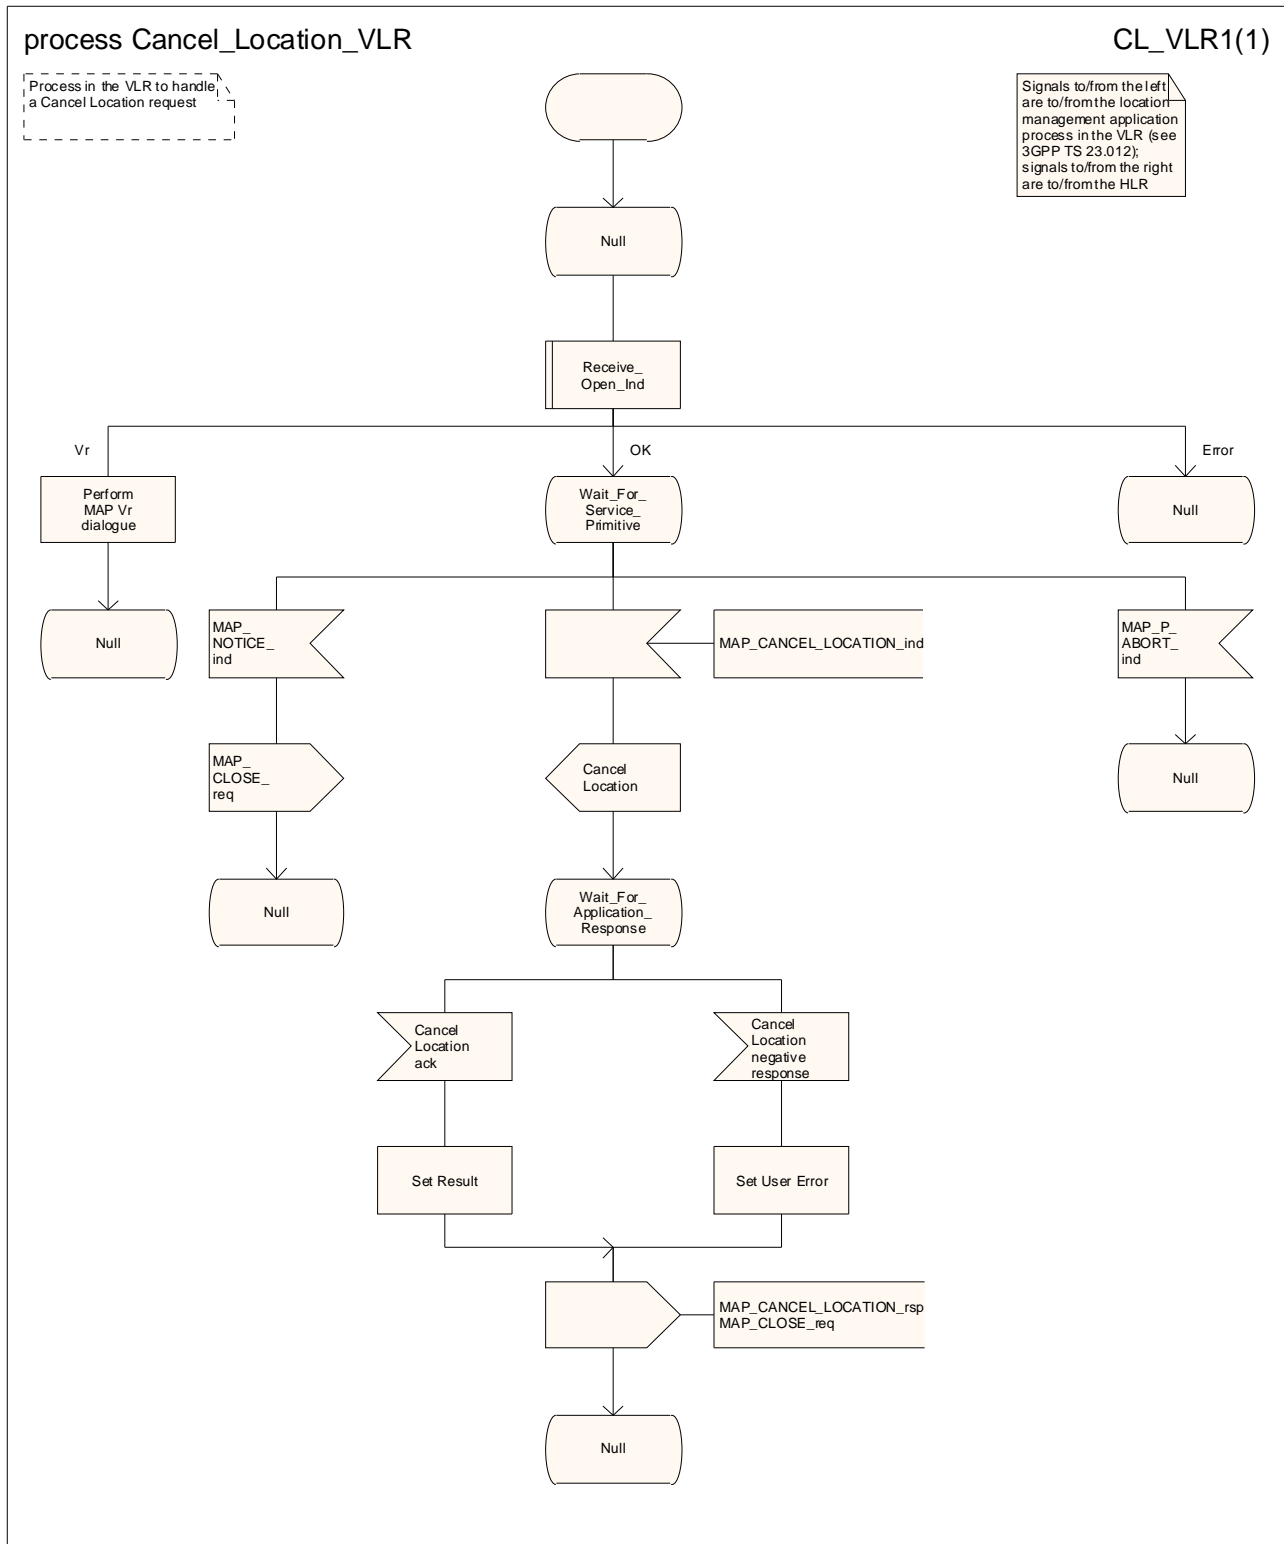 process Cancel_Location_VLR
CL_VLR1(1)
Process in the VLR to handle
a Cancel Location request
Signals to/from the left
are to/from the location
management application
process in the VLR (see
3GPP TS 23.012);
signals to/from the right
are to/from the HLR
Null
Receive_
Open_Ind
Vr
OK
Error
Perform
MAP Vr
dialogue
Wait_For_
Service_
Primitive
Null
Null
MAP_
NOTICE_
ind
MAP_CANCEL_LOCATION_ind
MAP_P_
ABORT_
ind
MAP_
CLOSE_
req
Cancel
Location
Null
Null
Wait_For_
Application_
Response
Cancel
Location
ack
Cancel
Location
negative
response
Set Result
Set User Error
MAP_CANCEL_LOCATION_rsp
MAP_CLOSE_req
Null